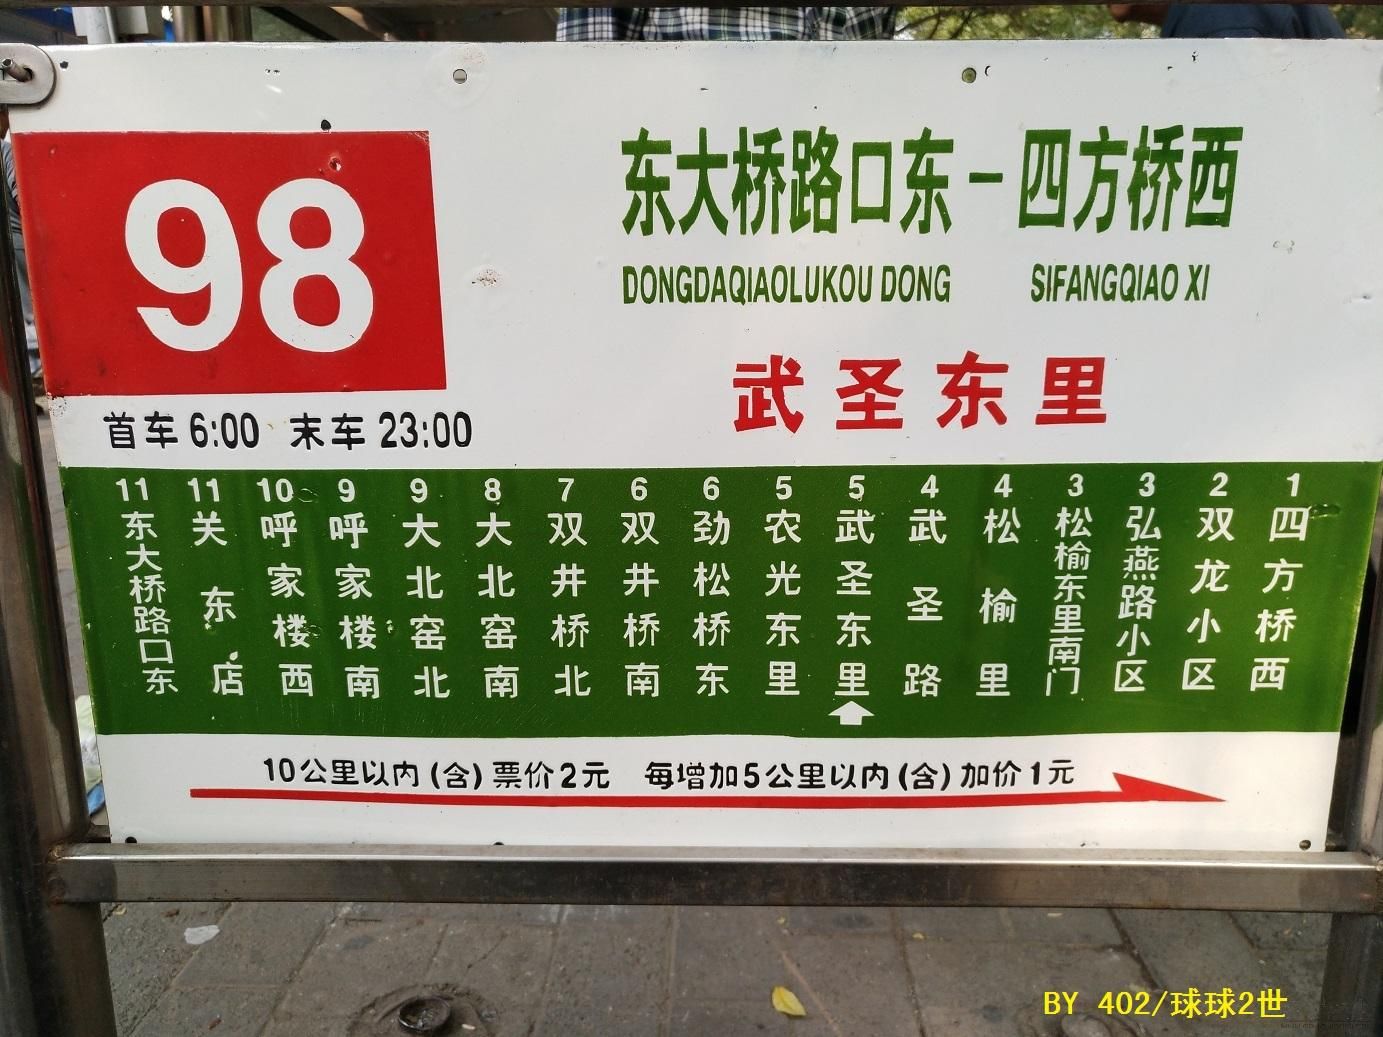 98
东大桥路口东－四方桥西
DONGDAQIAOLUKOU DONG SIFANGQIAO XI
武圣东里
首车 6:00 末车 23:00
11 东大桥路口东
11 关东店
10 呼家楼西
9 呼家楼南
9 大北窑北
8 大北窑南
7 双井桥北
6 双井桥南
6 劲松桥东
5 农光东里
5 武圣东里
4 武圣路
4 松榆里
3 松榆东里南门
3 弘燕路小区
2 双龙小区
1 四方桥西
10公里以内(含)票价2元 每增加5公里以内(含)加价1元
BY 402/球球2世